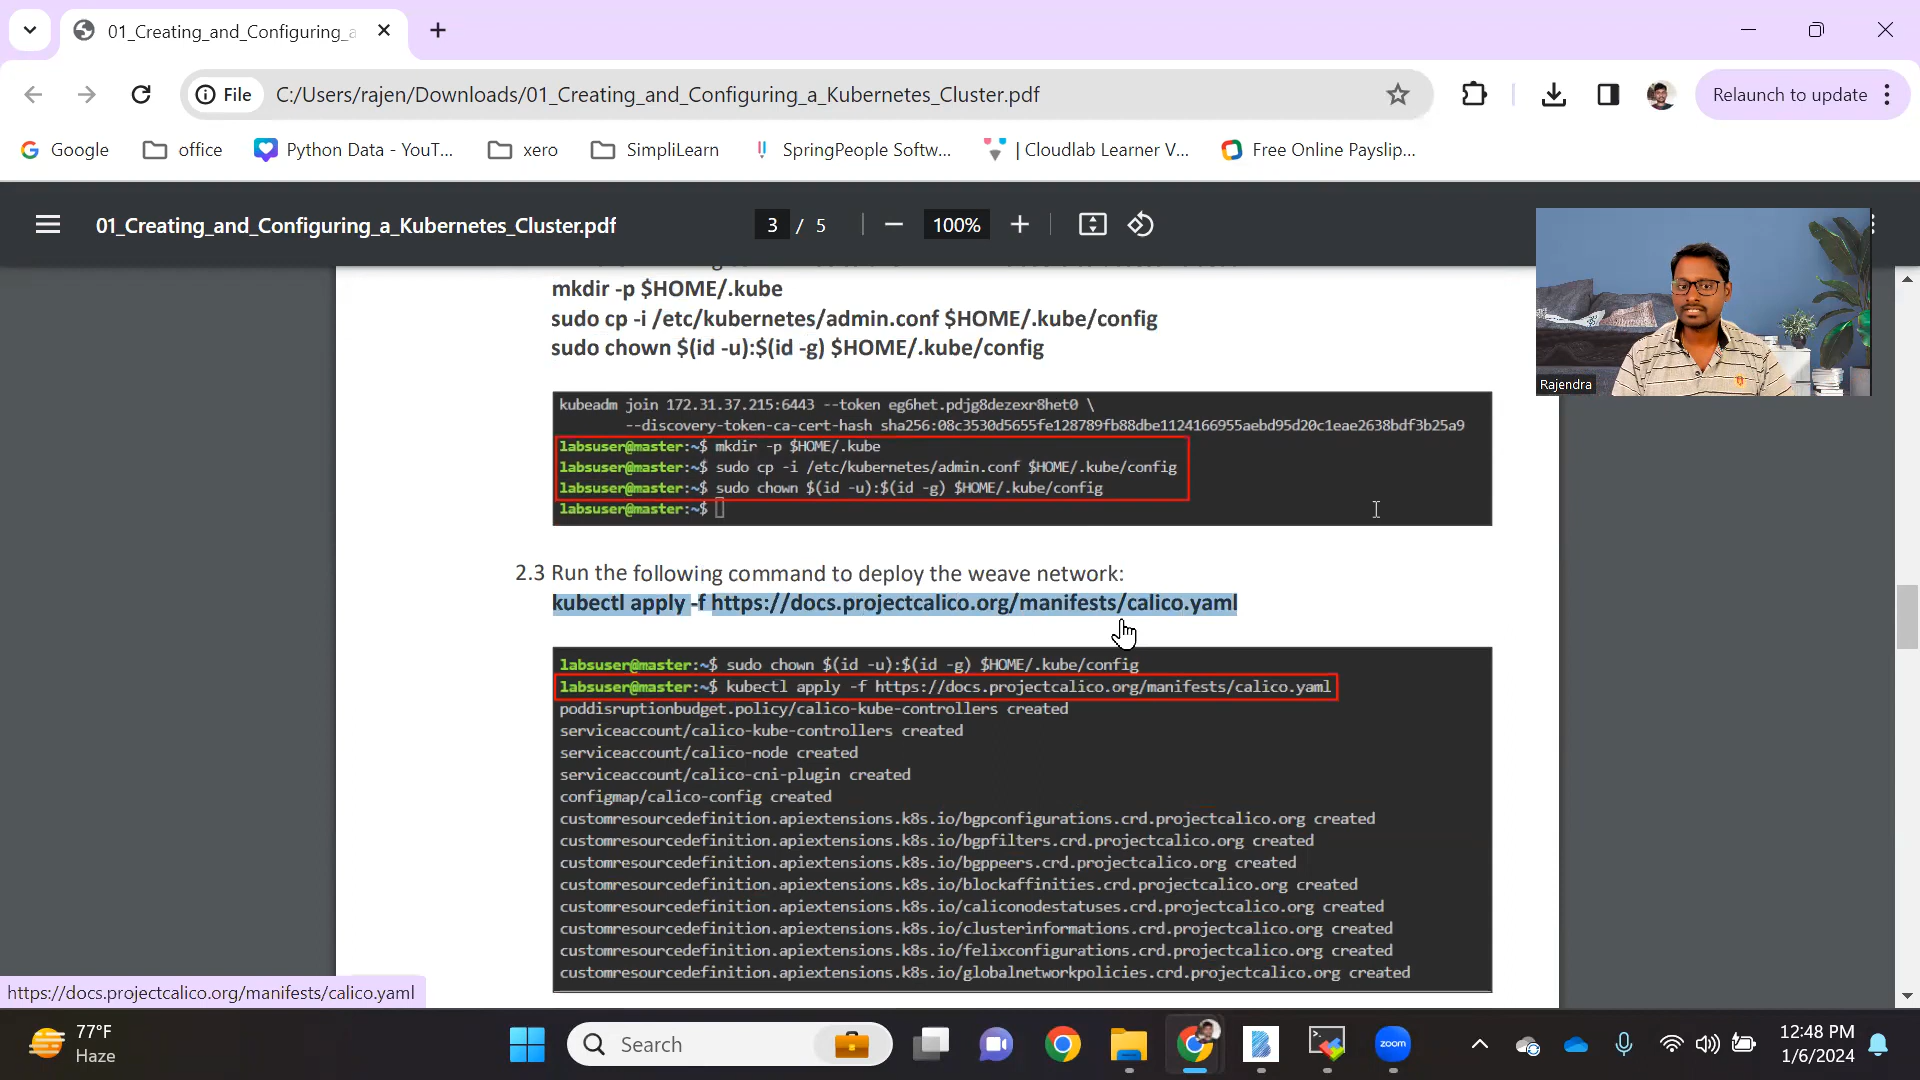 01_Creating_and_Configuring_a
File
C:/Users/rajen/Downloads/01_Creating_and_Configuring_a_Kubernetes_Cluster.pdf
Relaunch to update
Google
office
Python Data - YouT...
xero
SimpliLearn
SpringPeople Softw...
| Cloudlab Learner V...
Free Online Payslip...
01_Creating_and_Configuring_a_Kubernetes_Cluster.pdf
3 / 5
100%
mkdir -p $HOME/.kube
sudo cp -i /etc/kubernetes/admin.conf $HOME/.kube/config
sudo chown $(id -u):$(id -g) $HOME/.kube/config
Rajendra
kubeadm join 172.31.37.215:6443 --token eg6het.pdjg8dezexr8het0 \
--discovery-token-ca-cert-hash sha256:08c3530d5655fe128789fb88dbe1124166955aebd95d20c1eae2638bdf3b25a9
labsuser@master:~$ mkdir -p $HOME/.kube
labsuser@master:~$ sudo cp -i /etc/kubernetes/admin.conf $HOME/.kube/config
labsuser@master:~$ sudo chown $(id -u):$(id -g) $HOME/.kube/config
labsuser@master:~$
2.3 Run the following command to deploy the weave network:
kubectl apply -f https://docs.projectcalico.org/manifests/calico.yaml
labsuser@master:~$ sudo chown $(id -u):$(id -g) $HOME/.kube/config
labsuser@master:~$ kubectl apply -f https://docs.projectcalico.org/manifests/calico.yaml
poddisruptionbudget.policy/calico-kube-controllers created
serviceaccount/calico-kube-controllers created
serviceaccount/calico-node created
serviceaccount/calico-cni-plugin created
configmap/calico-config created
customresourcedefinition.apiextensions.k8s.io/bgpconfigurations.crd.projectcalico.org created
customresourcedefinition.apiextensions.k8s.io/bgpfilters.crd.projectcalico.org created
customresourcedefinition.apiextensions.k8s.io/bgppeers.crd.projectcalico.org created
customresourcedefinition.apiextensions.k8s.io/blockaffinities.crd.projectcalico.org created
customresourcedefinition.apiextensions.k8s.io/caliconodestatuses.crd.projectcalico.org created
customresourcedefinition.apiextensions.k8s.io/clusterinformations.crd.projectcalico.org created
customresourcedefinition.apiextensions.k8s.io/felixconfigurations.crd.projectcalico.org created
customresourcedefinition.apiextensions.k8s.io/globalnetworkpolicies.crd.projectcalico.org created
https://docs.projectcalico.org/manifests/calico.yaml
77°F
Haze
Search
zoom
12:48 PM
1/6/2024